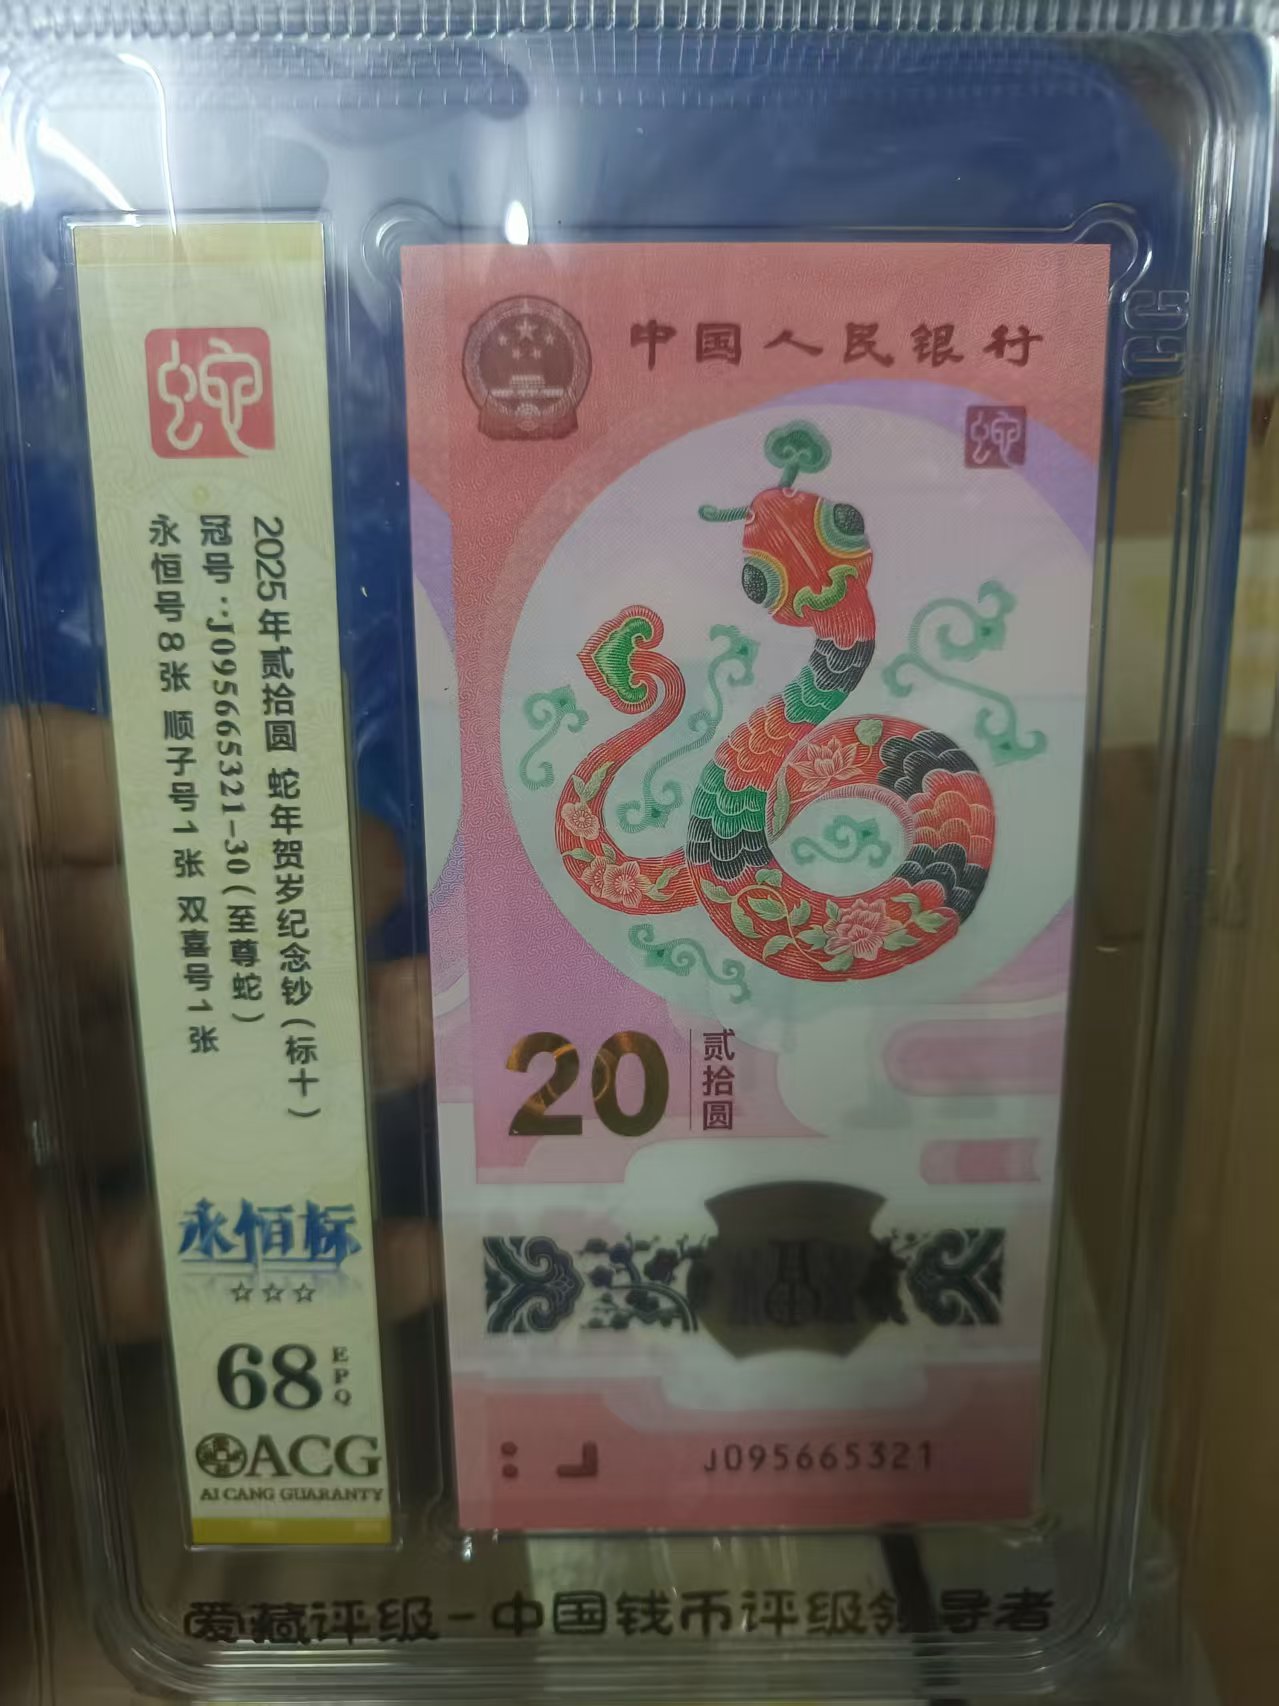 蛇
2025年贰拾圆 蛇年贺岁纪念钞(标十)
冠号:J095665321-30(至尊蛇)
永恒号8张 顺子号1张 双喜号1张
永恒标
☆☆☆
68
EPQ
ACG
AI CANG GUARANTY
中国人民银行
蛇
20
贰拾圆
J095665321
爱藏评级-中国钱币评级领导者